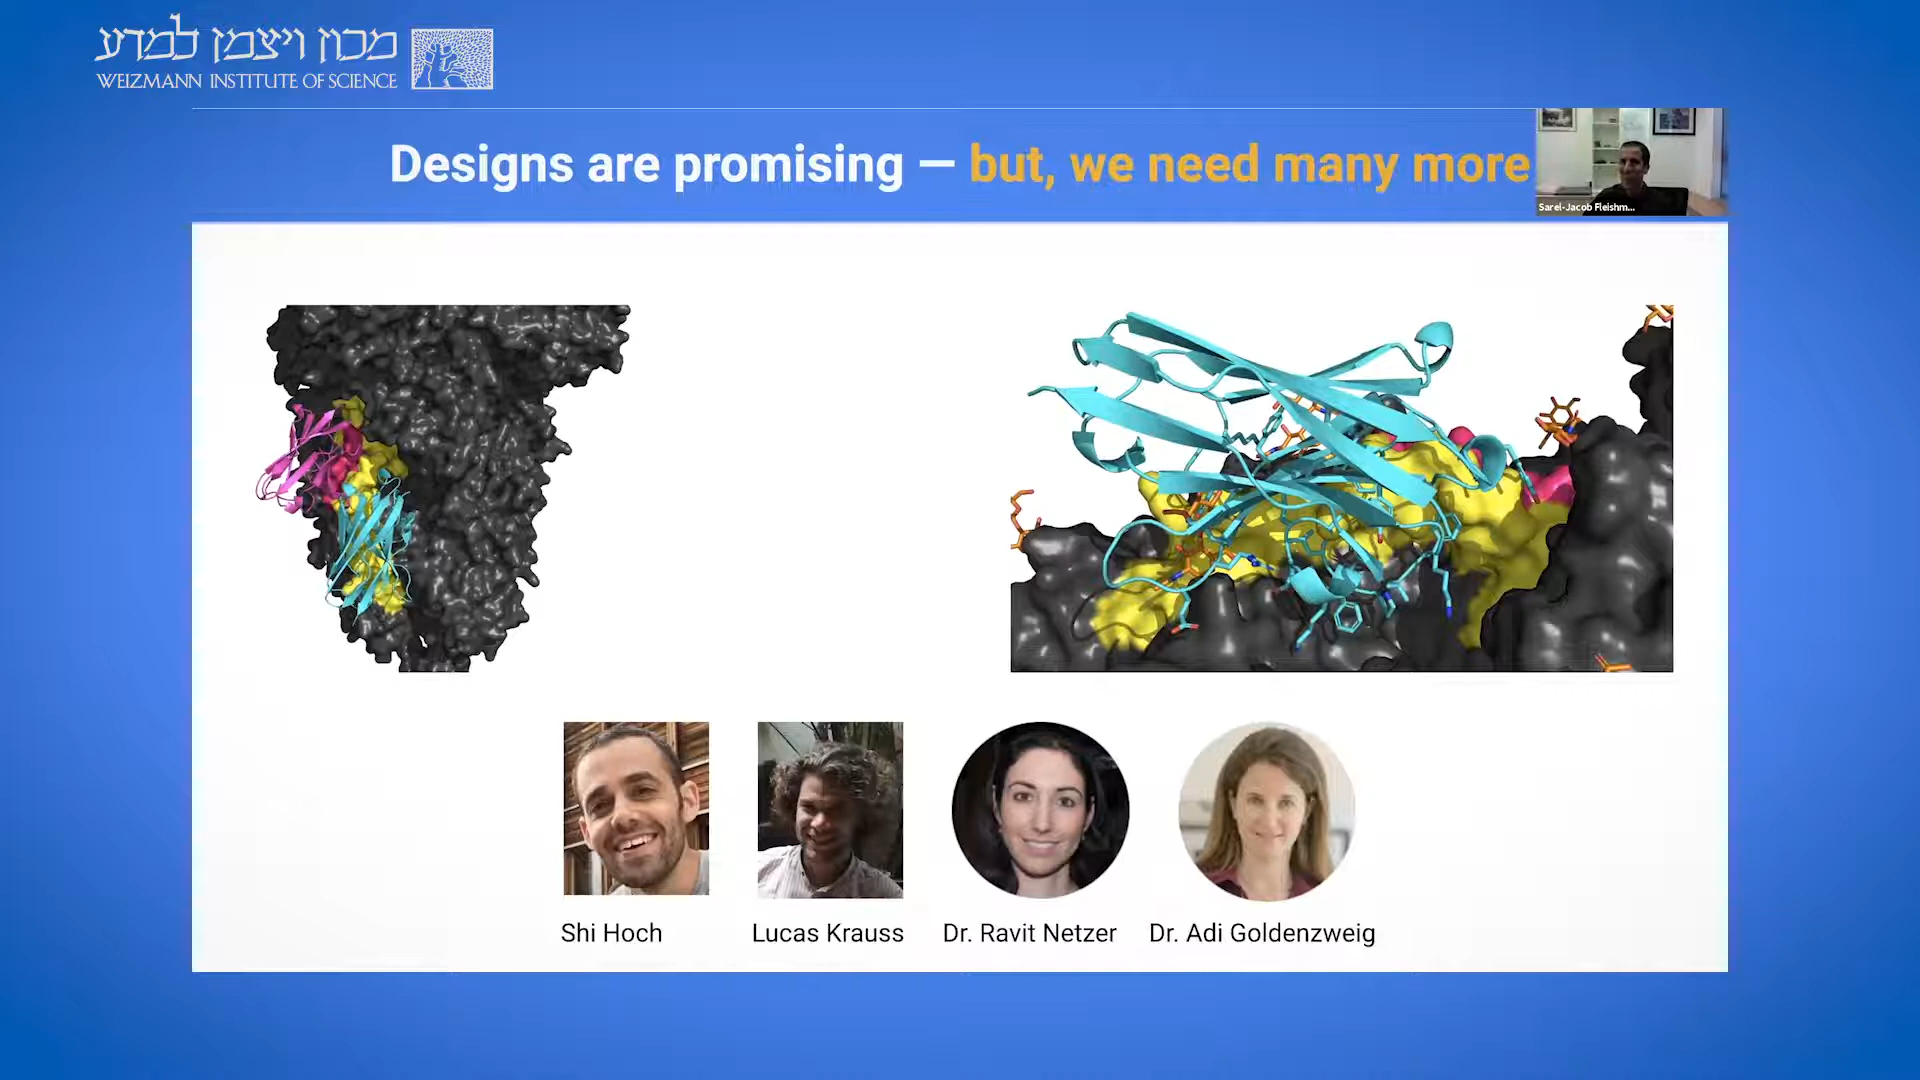 מכון ויצמן למדע
WEIZMANN INSTITUTE OF SCIENCE
Designs are promising — but, we need many more
Sarel-Jacob Fleishm...
Shi Hoch
Lucas Krauss
Dr. Ravit Netzer
Dr. Adi Goldenzweig